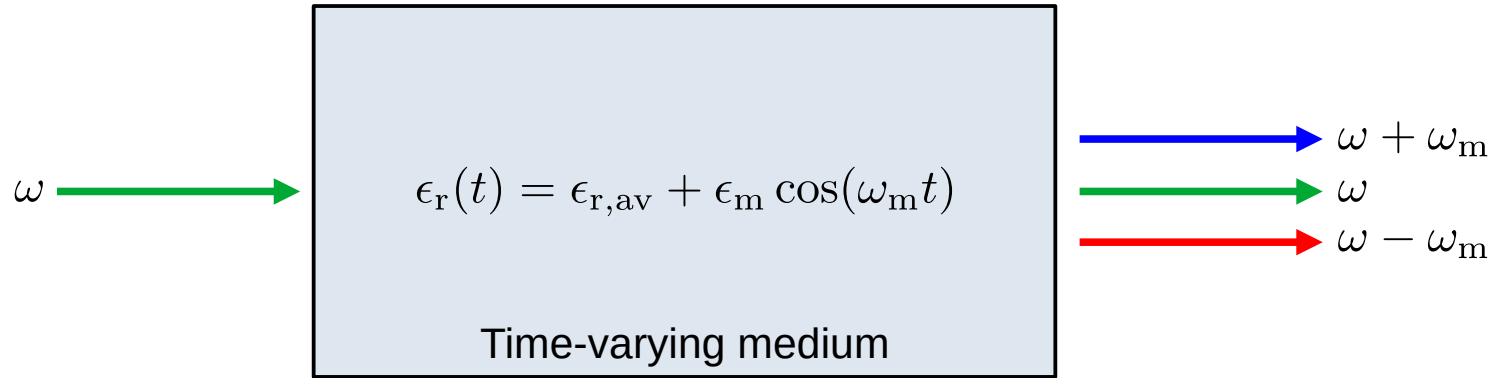 ω + ω_m
ω
ϵ_r(t) = ϵ_r,av + ϵ_m cos(ω_m t)
ω
ω − ω_m
Time-varying medium